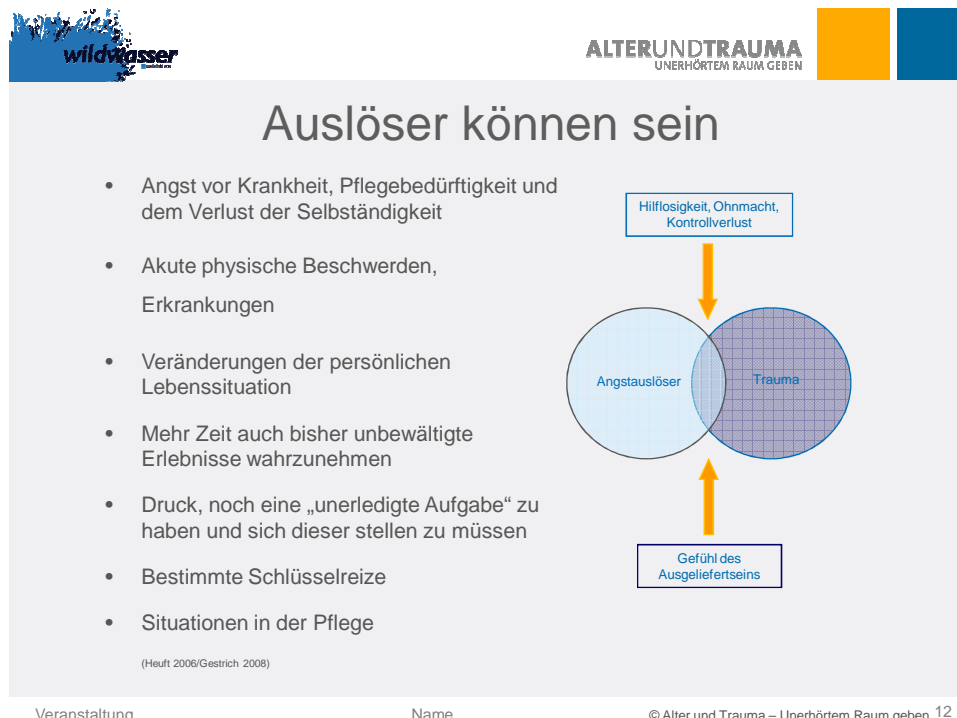 wildwasser
ALTERUNDTRAUMA
UNERHÖRTEM RAUM GEBEN
Auslöser können sein
• Angst vor Krankheit, Pflegebedürftigkeit und
dem Verlust der Selbständigkeit
• Akute physische Beschwerden,
Erkrankungen
• Veränderungen der persönlichen
Lebenssituation
• Mehr Zeit auch bisher unbewältigte
Erlebnisse wahrzunehmen
• Druck, noch eine „unerledigte Aufgabe“ zu
haben und sich dieser stellen zu müssen
• Bestimmte Schlüsselreize
• Situationen in der Pflege
(Heuft 2006/Gestrich 2008)
Hilflosigkeit, Ohnmacht,
Kontrollverlust
Angstauslöser
Trauma
Gefühl des
Ausgeliefertseins
Veranstaltung
Name
© Alter und Trauma – Unerhörtem Raum geben
12